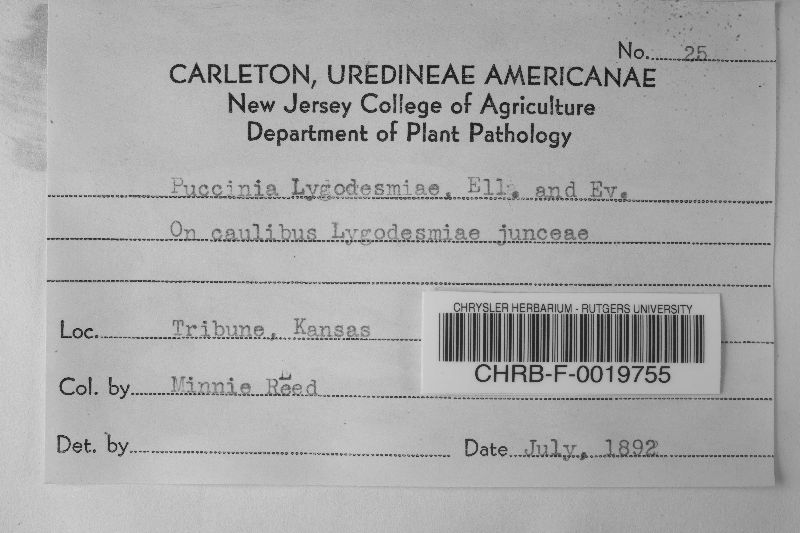 No. 25
CARLETON, UREDINEAE AMERICANAE
New Jersey College of Agriculture
Department of Plant Pathology
Puccinia Lygodesmiae, Ell. and Ev.
On caulibus Lygodesmiae junceae
CHRYSLER HERBARIUM - RUTGERS UNIVERSITY
CHRB-F-0019755
Loc. Tribune, Kansas
Col. by Minnie Reed
Det. by
Date July, 1892